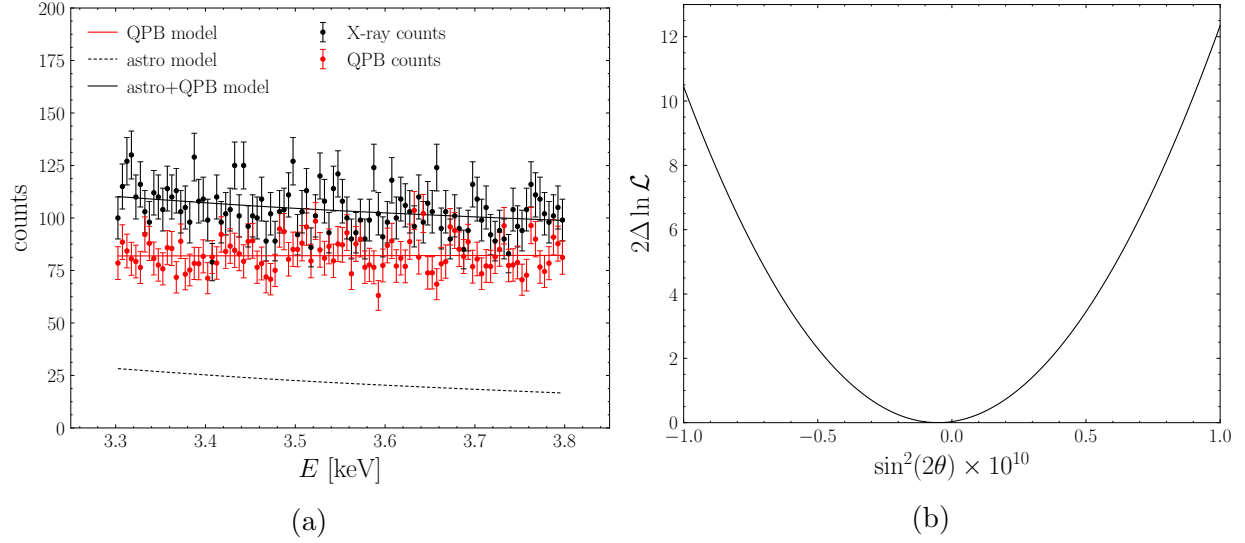 200
175
150
125
100
75
50
25
0
counts
QPB model
astro model
astro+QPB model
X-ray counts
QPB counts
3.3 3.4 3.5 3.6 3.7 3.8
E [keV]
(a)
12
10
8
6
4
2
0
2Δ ln 𝓛
−1.0 −0.5 0.0 0.5 1.0
sin²(2θ) × 10¹⁰
(b)